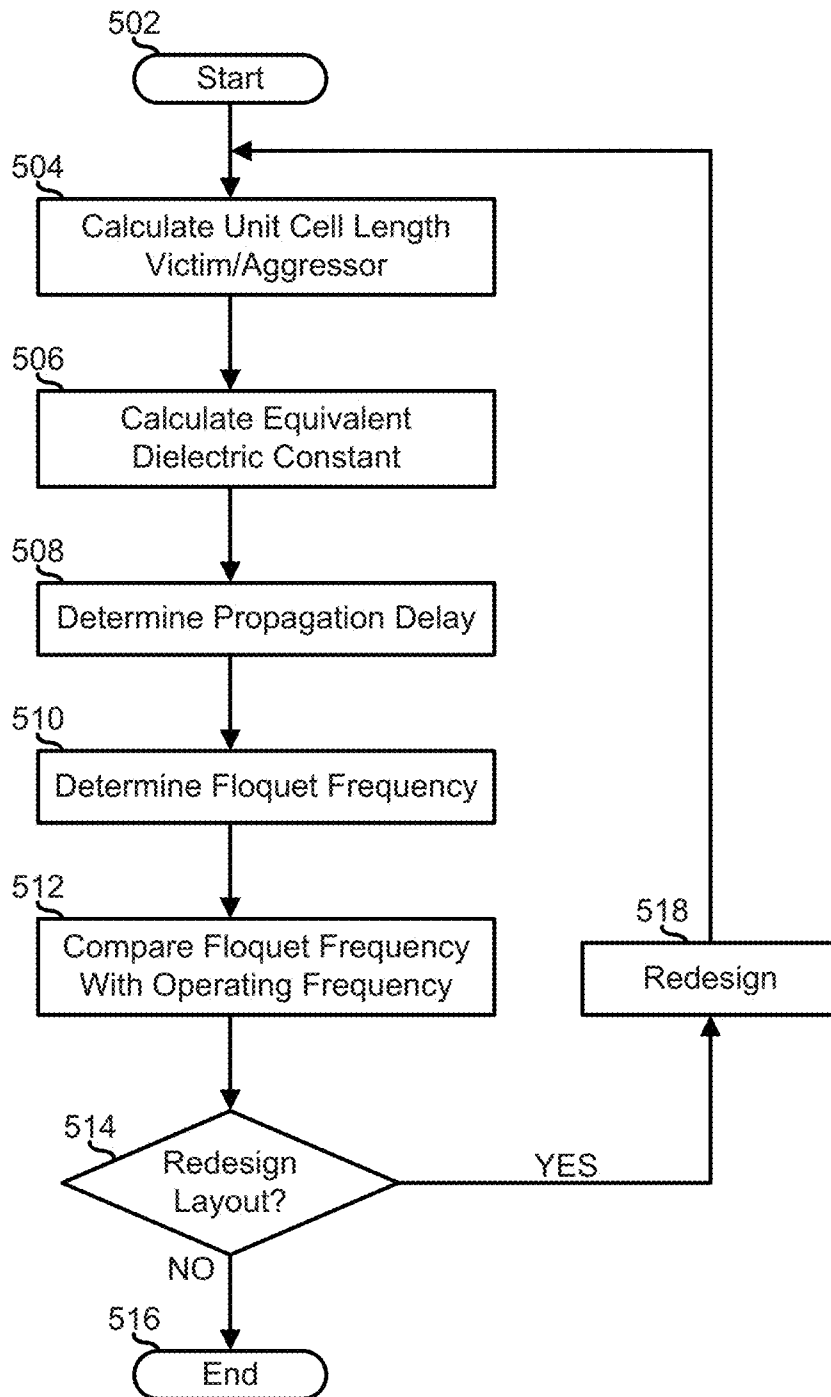 502
Start
504
Calculate Unit Cell Length
Victim/Aggressor
506
Calculate Equivalent
Dielectric Constant
508
Determine Propagation Delay
510
Determine Floquet Frequency
512
Compare Floquet Frequency
With Operating Frequency
518
Redesign
514
Redesign
Layout?
YES
NO
516
End